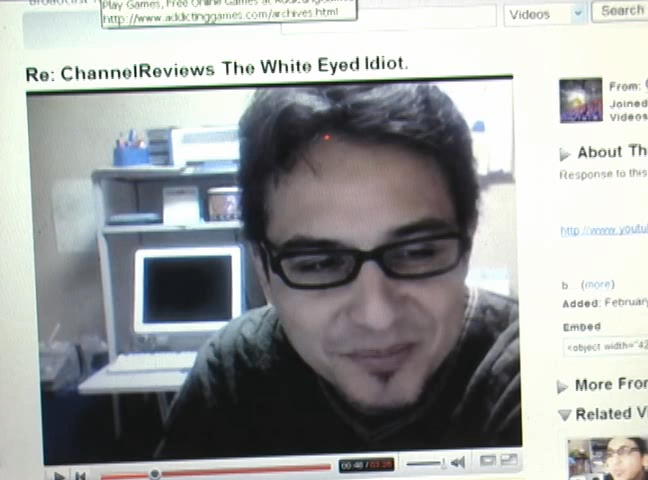 Play Games, Free Online Games at
http://www.addictinggames.com/archives.html
Videos
Search
Re: ChannelReviews The White Eyed Idiot.
From:
Joined
Videos
About Th
Response to this
http://www.youtu
b... (more)
Added: February
Embed
<object width="42
More From
Related Vi
00:48 / 03:26